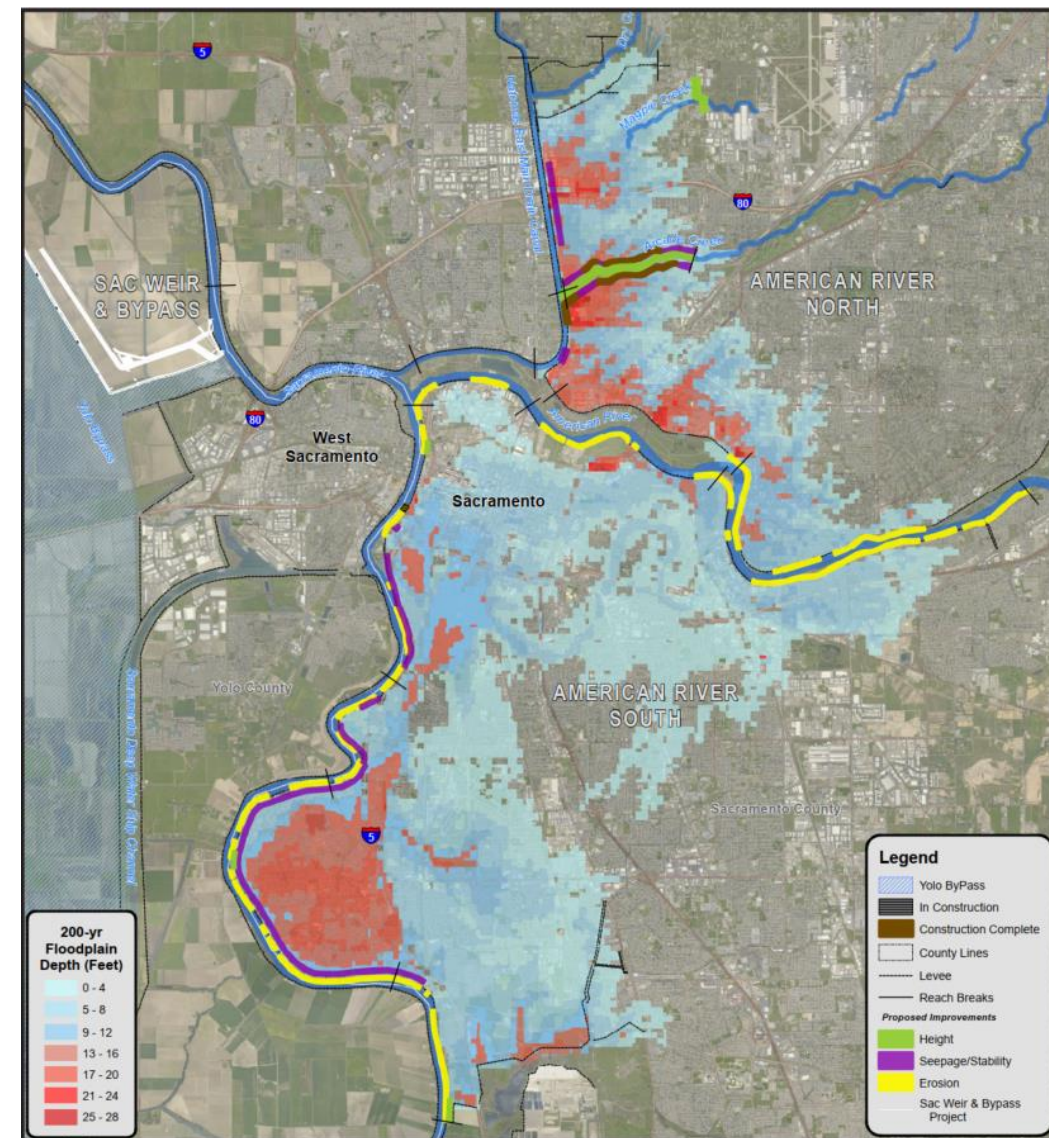 5
Dry Creek
Natomas East Main Drain Canal
Magpie Creek
80
Arcade Creek
SAC WEIR
& BYPASS
AMERICAN RIVER
NORTH
Sacramento River
80
Yolo Bypass
West
Sacramento
American River
Sacramento
Yolo County
Sacramento Deep Water Ship Channel
AMERICAN RIVER
SOUTH
Sacramento County
5
200-yr
Floodplain
Depth (Feet)
0 - 4
5 - 8
9 - 12
13 - 16
17 - 20
21 - 24
25 - 28
Legend
Yolo ByPass
In Construction
Construction Complete
County Lines
Levee
Reach Breaks
Proposed Improvements
Height
Seepage/Stability
Erosion
Sac Weir & Bypass
Project